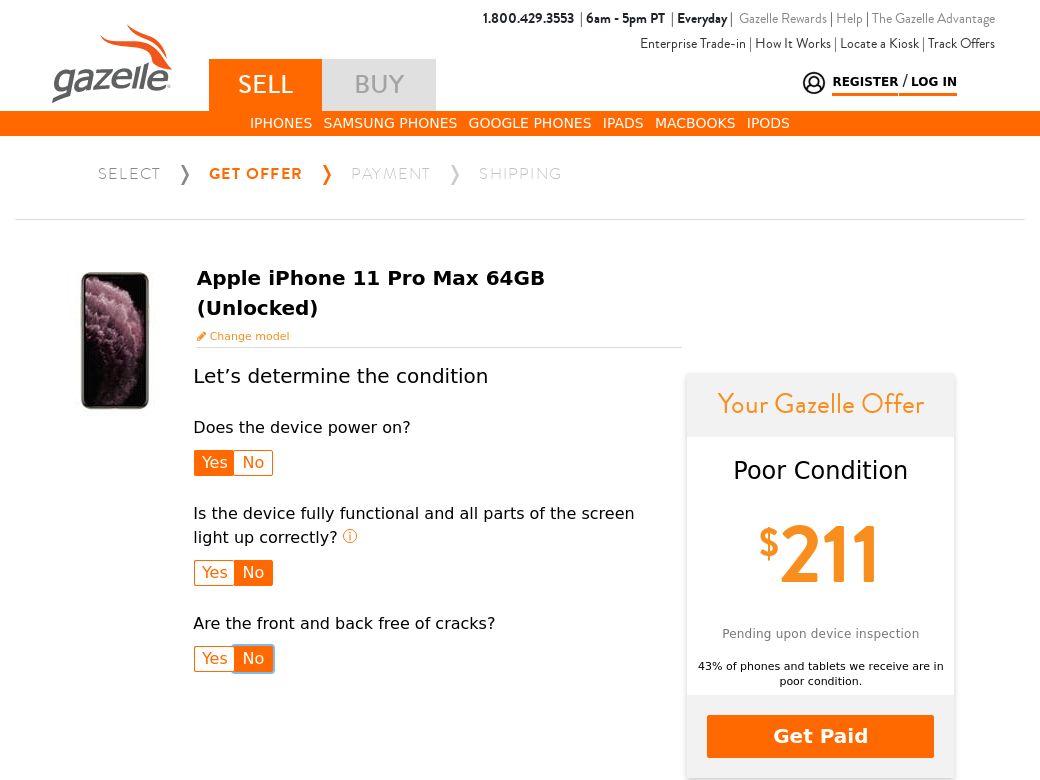 1.800.429.3553 | 6am - 5pm PT | Everyday | Gazelle Rewards | Help | The Gazelle Advantage
Enterprise Trade-in | How It Works | Locate a Kiosk | Track Offers
gazelle
SELL
BUY
REGISTER / LOG IN
IPHONES SAMSUNG PHONES GOOGLE PHONES IPADS MACBOOKS IPODS
SELECT ❭ GET OFFER ❭ PAYMENT ❭ SHIPPING
Apple iPhone 11 Pro Max 64GB
(Unlocked)
Change model
Let’s determine the condition
Does the device power on?
Yes No
Is the device fully functional and all parts of the screen
light up correctly? ⓘ
Yes No
Are the front and back free of cracks?
Yes No
Your Gazelle Offer
Poor Condition
$211
Pending upon device inspection
43% of phones and tablets we receive are in
poor condition.
Get Paid